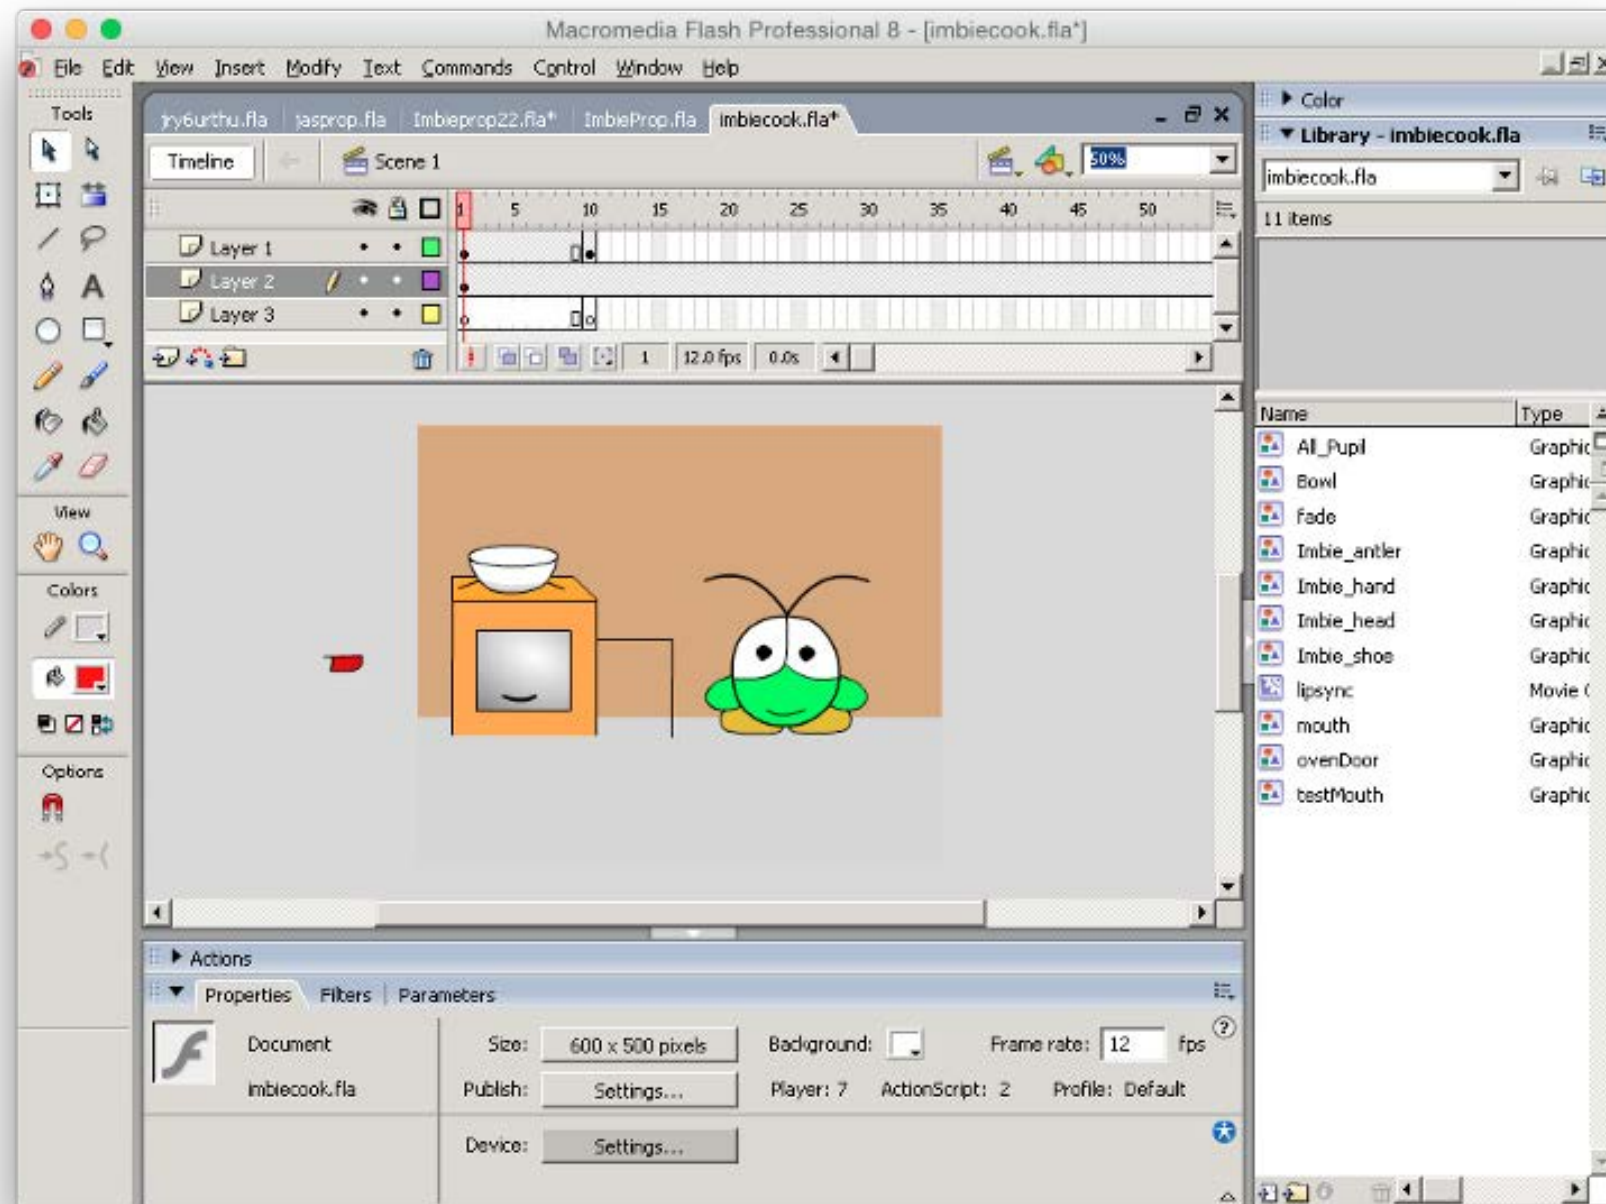 Macromedia Flash Professional 8 - [imbiecook.fla*]
File Edit View Insert Modify Text Commands Control Window Help
Tools
jry6urthu.fla jasprop.fla Imbieprop22.fla* ImbieProp.fla imbiecook.fla*
Timeline Scene 1 50%
1 5 10 15 20 25 30 35 40 45 50
Layer 1
Layer 2
Layer 3
1 12.0 fps 0.0s
View
Colors
Options
Color
Library - imbiecook.fla
imbiecook.fla
11 items
Name Type
All_Pupil Graphic
Bowl Graphic
fade Graphic
Imbie_antler Graphic
Imbie_hand Graphic
Imbie_head Graphic
Imbie_shoe Graphic
lipsync Movie C
mouth Graphic
ovenDoor Graphic
testMouth Graphic
Actions
Properties Filters Parameters
Document Size: 600 x 500 pixels Background: Frame rate: 12 fps
imbiecook.fla Publish: Settings... Player: 7 ActionScript: 2 Profile: Default
Device: Settings...